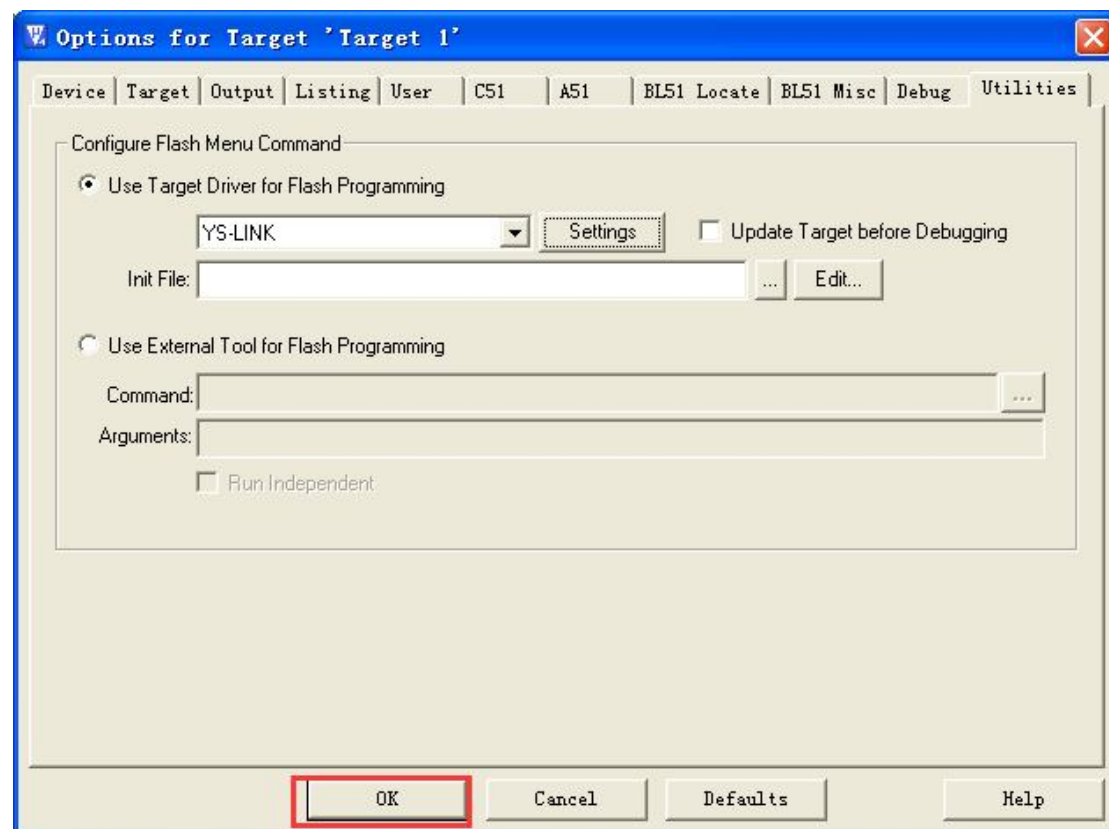 Options for Target 'Target 1'
Device Target Output Listing User C51 A51 BL51 Locate BL51 Misc Debug Utilities
Configure Flash Menu Command
Use Target Driver for Flash Programming
YS-LINK Settings Update Target before Debugging
Init File: ... Edit...
Use External Tool for Flash Programming
Command: ...
Arguments:
Run Independent
OK Cancel Defaults Help